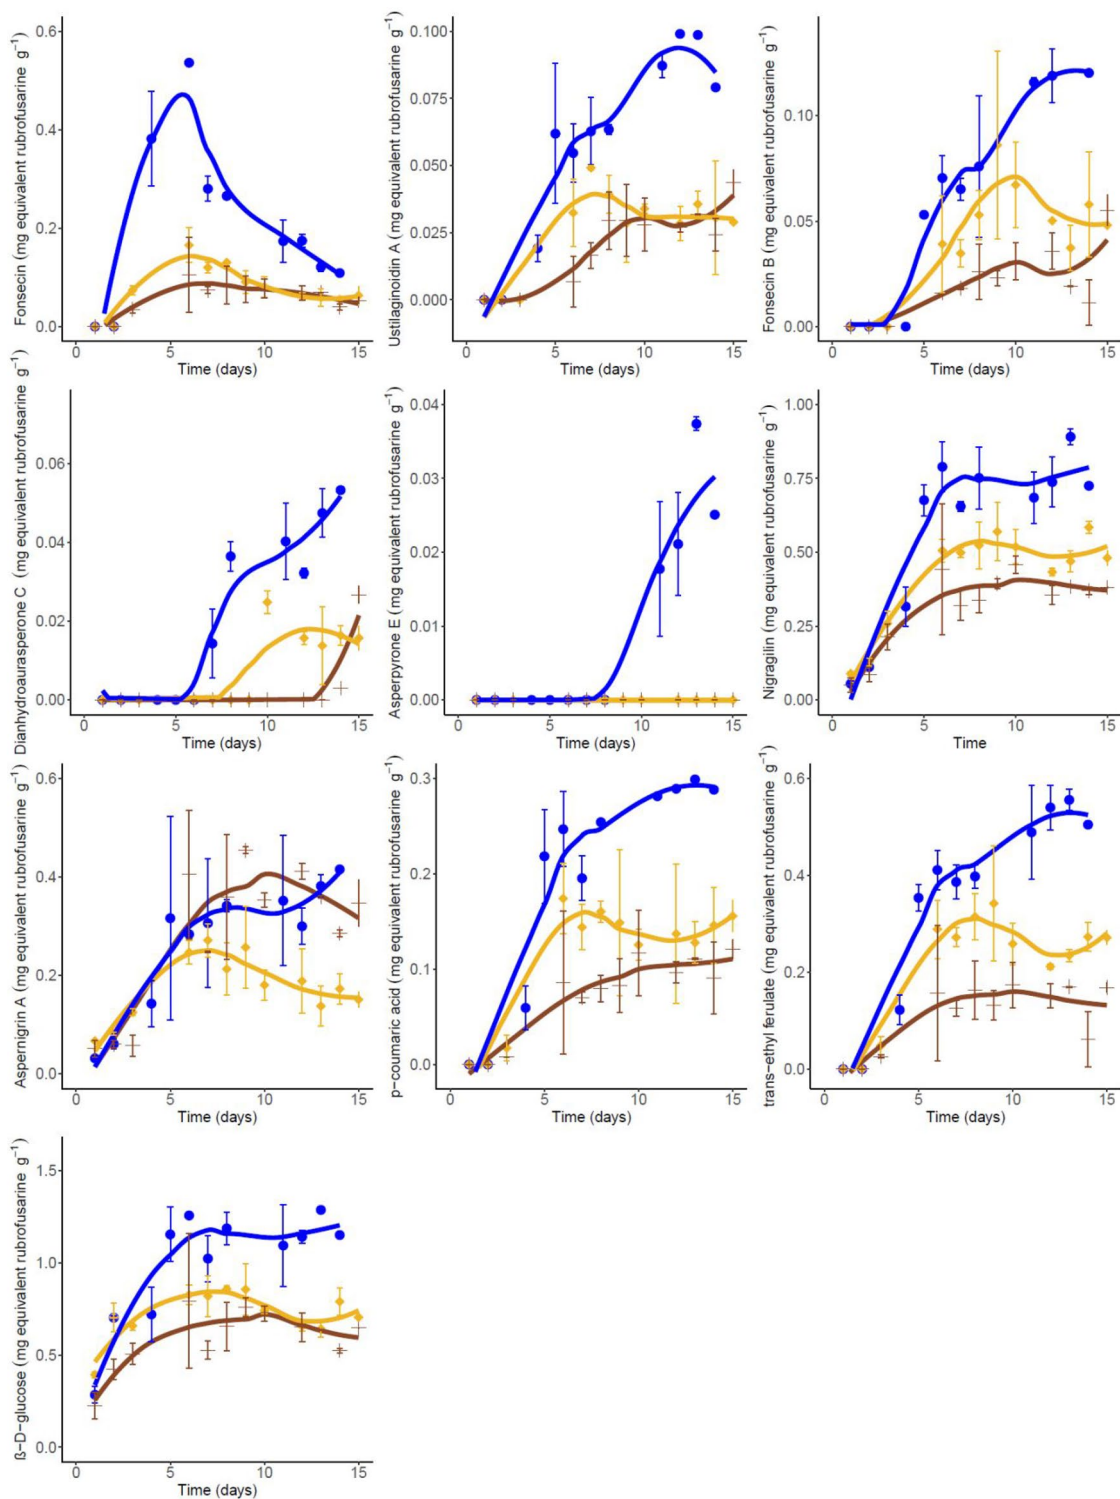 Fonsecin (mg equivalent rubrofusarine g−1)
0.6
0.4
0.2
0.0
0 5 10 15
Time (days)
Ustilaginoidin A (mg equivalent rubrofusarine g−1)
0.100
0.075
0.050
0.025
0.000
0 5 10 15
Time (days)
Fonsecin B (mg equivalent rubrofusarine g−1)
0.10
0.05
0.00
0 5 10 15
Time (days)
Dianhydroaurasperone C (mg equivalent rubrofusarine g−1)
0.06
0.04
0.02
0.00
0 5 10 15
Time (days)
Asperpyrone E (mg equivalent rubrofusarine g−1)
0.04
0.03
0.02
0.01
0.00
0 5 10 15
Time (days)
Nigragilin (mg equivalent rubrofusarine g−1)
1.00
0.75
0.50
0.25
0.00
0 5 10 15
Time
Aspernigrin A (mg equivalent rubrofusarine g−1)
0.6
0.4
0.2
0.0
0 5 10 15
Time (days)
p−coumaric acid (mg equivalent rubrofusarine g−1)
0.3
0.2
0.1
0.0
0 5 10 15
Time (days)
trans−ethyl ferulate (mg equivalent rubrofusarine g−1)
0.6
0.4
0.2
0.0
0 5 10 15
Time (days)
ß−D−glucose (mg equivalent rubrofusarine g−1)
1.5
1.0
0.5
0.0
0 5 10 15
Time (days)